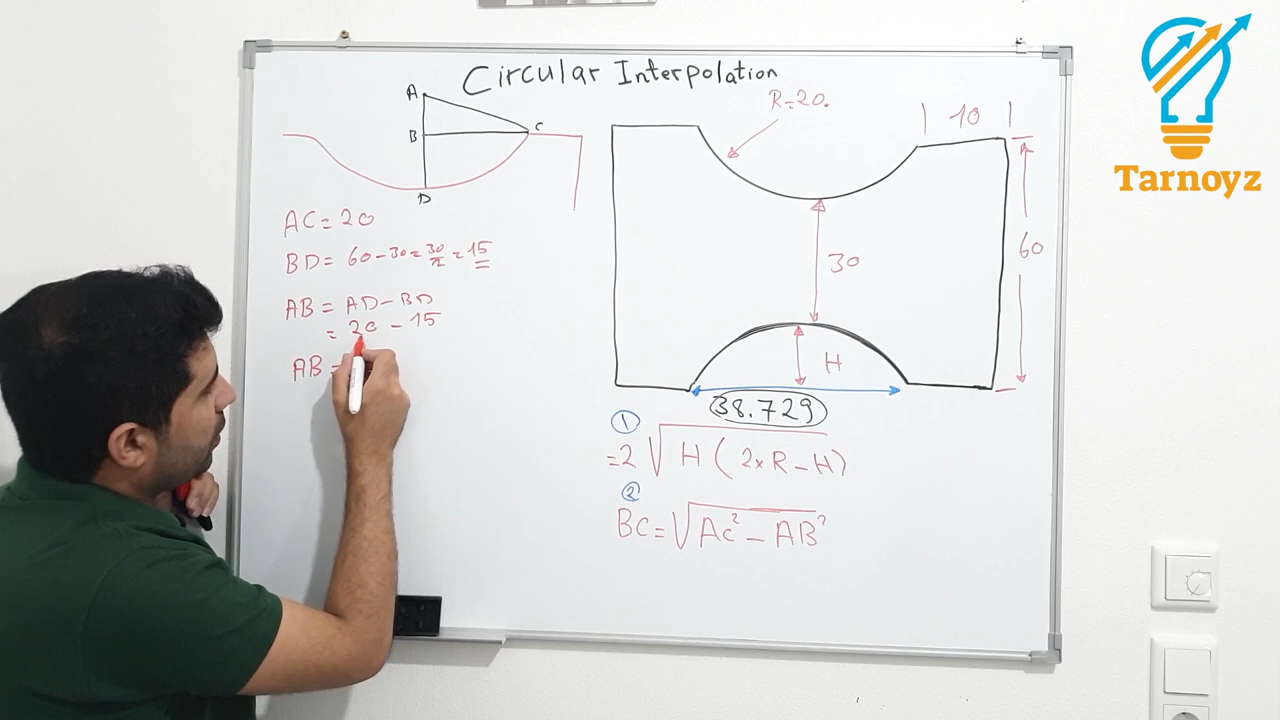 Circular Interpolation
A
B
C
D
AC = 20
BD = 60 - 30 = 30/2 = 15
AB = AD - BD
= 20 - 15
AB =
R=20.
10
30
60
H
38.729
①
=2 √H ( 2×R - H)
②
BC = √AC² - AB²
Tarnoyz